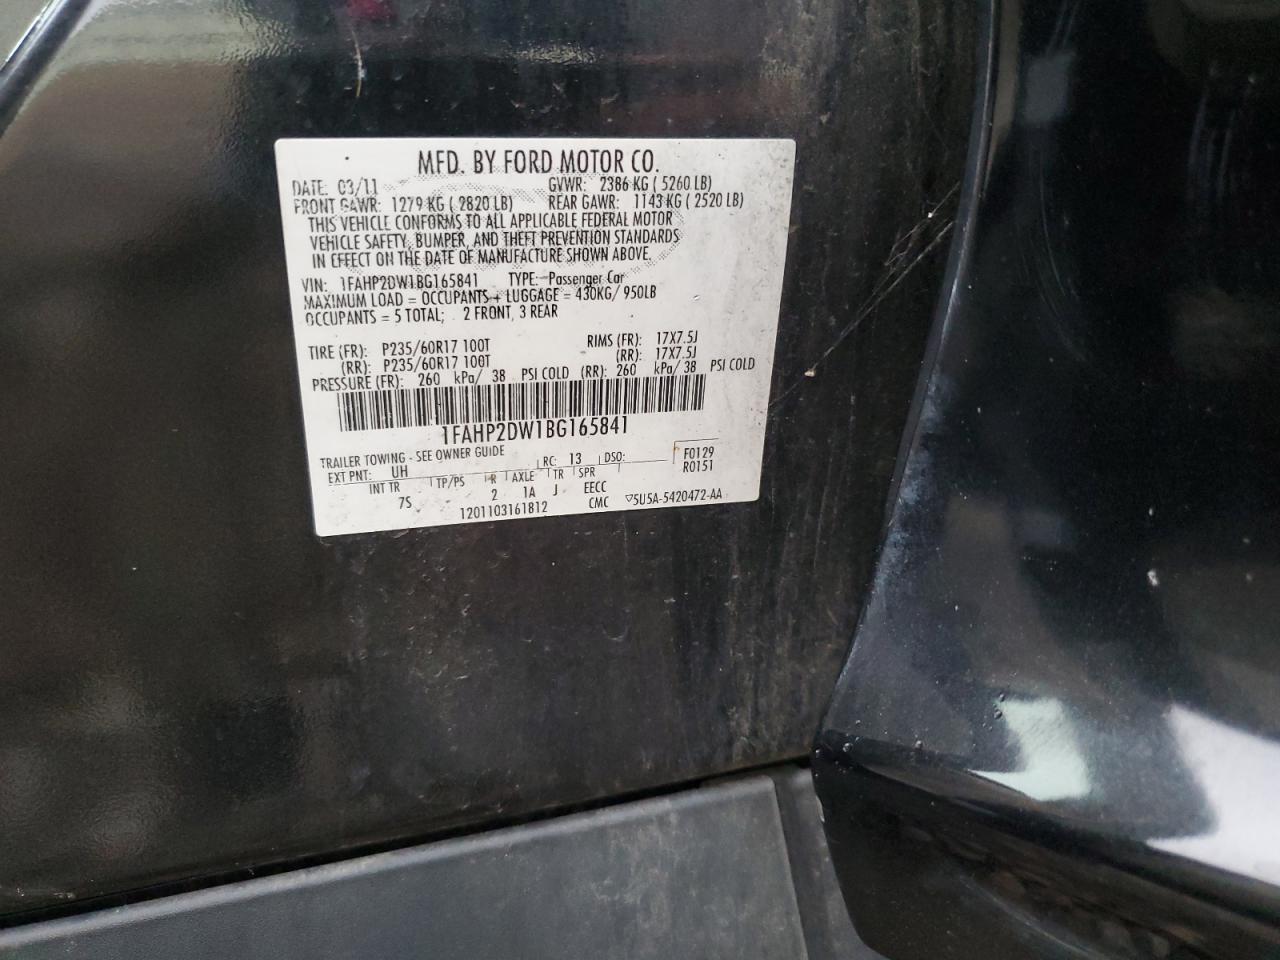 MFD. BY FORD MOTOR CO.
DATE: 03/11 GVWR: 2386 KG ( 5260 LB)
FRONT GAWR: 1279 KG ( 2820 LB) REAR GAWR: 1143 KG ( 2520 LB)
THIS VEHICLE CONFORMS TO ALL APPLICABLE FEDERAL MOTOR
VEHICLE SAFETY, BUMPER, AND THEFT PREVENTION STANDARDS
IN EFFECT ON THE DATE OF MANUFACTURE SHOWN ABOVE.
VIN: 1FAHP2DW1BG165841 TYPE: Passenger Car
MAXIMUM LOAD = OCCUPANTS + LUGGAGE = 430KG/ 950LB
OCCUPANTS = 5 TOTAL; 2 FRONT, 3 REAR
TIRE (FR): P235/60R17 100T RIMS (FR): 17X7.5J
(RR): P235/60R17 100T (RR): 17X7.5J
PRESSURE (FR): 260 kPa/ 38 PSI COLD (RR): 260 kPa/ 38 PSI COLD
1FAHP2DW1BG165841
TRAILER TOWING - SEE OWNER GUIDE
EXT PNT: UH RC: 13 DSO: F0129
R0151
INT TR TP/PS R AXLE TR SPR
7S 2 1A J EECC
1201103161812 CMC ▽5U5A-5420472-AA